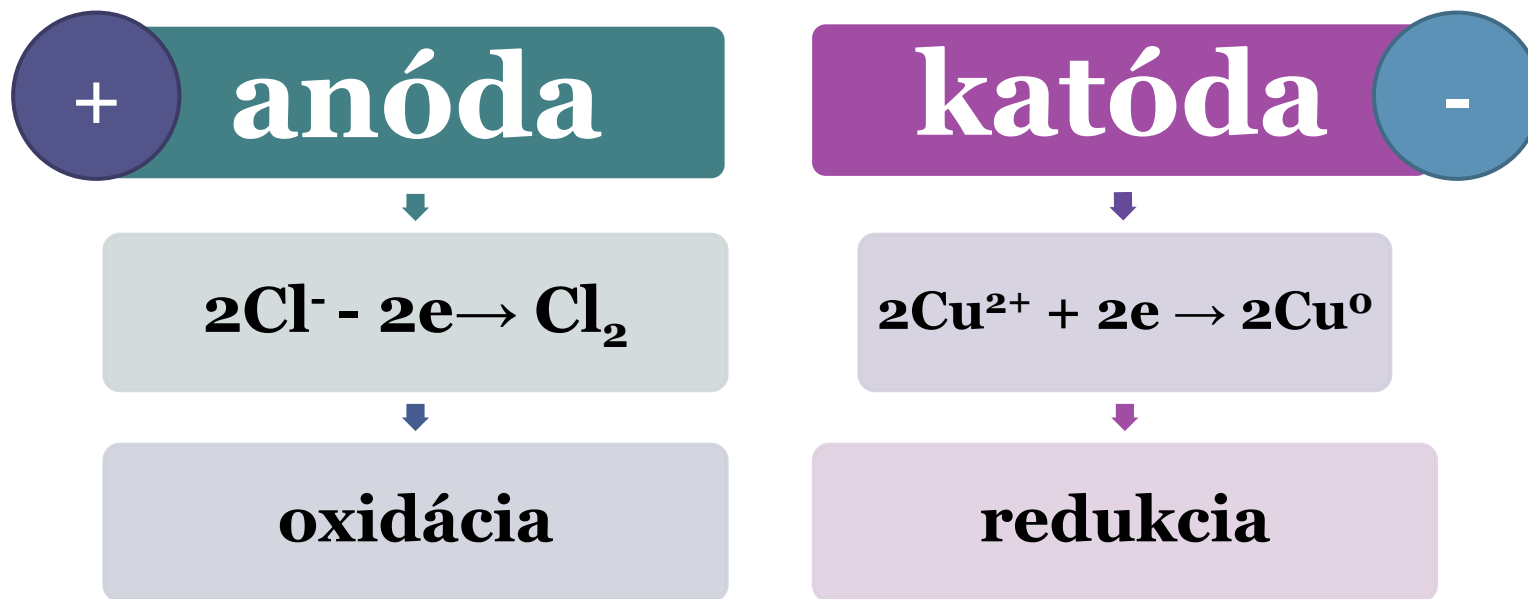 +
anóda
2Cl⁻ - 2e→ Cl₂
oxidácia
katóda
-
2Cu²⁺ + 2e → 2Cu⁰
redukcia